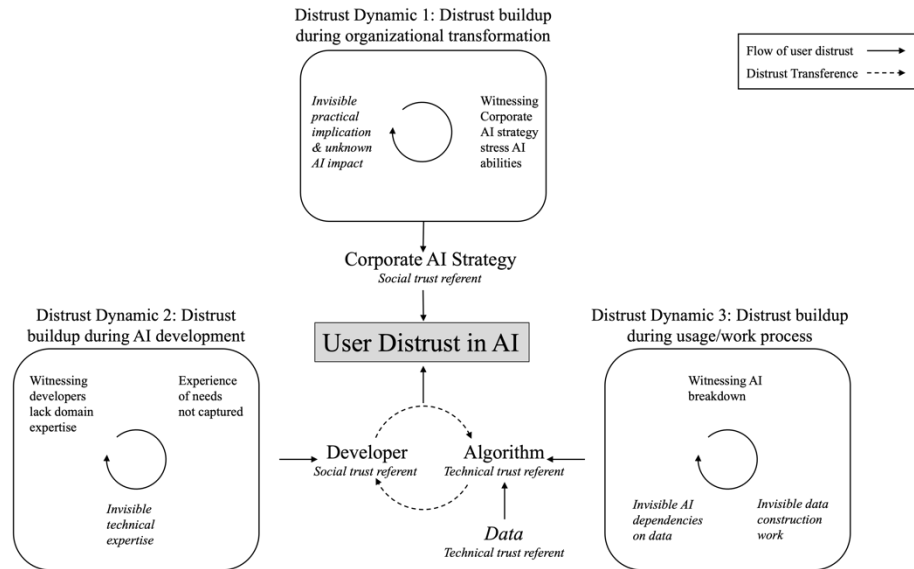 Distrust Dynamic 1: Distrust buildup
during organizational transformation
Flow of user distrust
Distrust Transference
Invisible
practical
implication
& unknown
AI impact
Witnessing
Corporate
AI strategy
stress AI
abilities
Corporate AI Strategy
Social trust referent
User Distrust in AI
Distrust Dynamic 2: Distrust
buildup during AI development
Witnessing
developers
lack domain
expertise
Experience
of needs
not captured
Invisible
technical
expertise
Developer
Social trust referent
Algorithm
Technical trust referent
Data
Technical trust referent
Distrust Dynamic 3: Distrust buildup
during usage/work process
Witnessing AI
breakdown
Invisible AI
dependencies
on data
Invisible data
construction
work